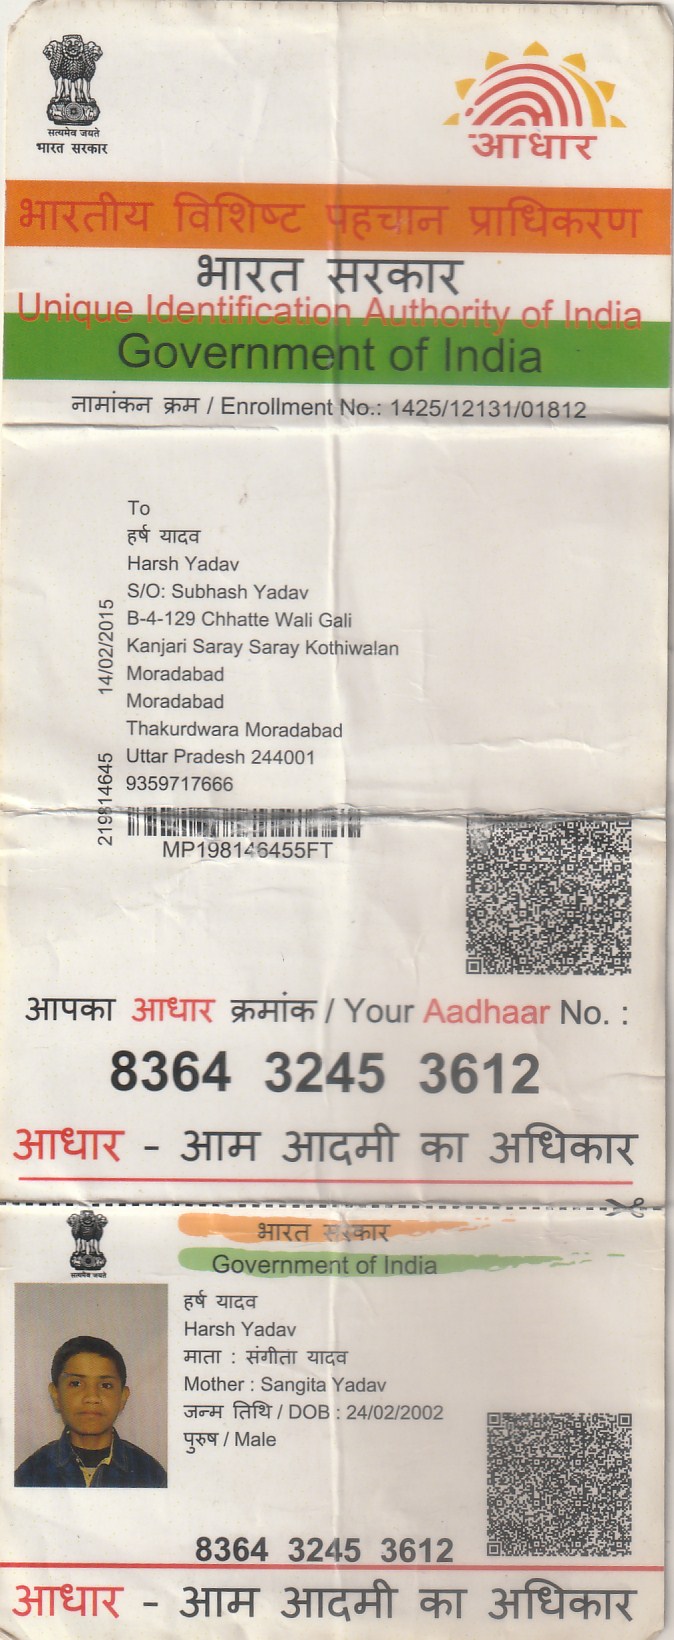 सत्यमेव जयते
भारत सरकार
आधार
भारतीय विशिष्ट पहचान प्राधिकरण
भारत सरकार
Unique Identification Authority of India
Government of India
नामांकन क्रम / Enrollment No.: 1425/12131/01812
To
हर्ष यादव
Harsh Yadav
S/O: Subhash Yadav
B-4-129 Chhatte Wali Gali
Kanjari Saray Saray Kothiwalan
Moradabad
Moradabad
Thakurdwara Moradabad
Uttar Pradesh 244001
9359717666
14/02/2015
219814645
MP198146455FT
आपका आधार क्रमांक / Your Aadhaar No. :
8364 3245 3612
आधार - आम आदमी का अधिकार
सत्यमेव जयते
भारत सरकार
Government of India
हर्ष यादव
Harsh Yadav
माता : संगीता यादव
Mother : Sangita Yadav
जन्म तिथि / DOB : 24/02/2002
पुरुष / Male
8364 3245 3612
आधार - आम आदमी का अधिकार